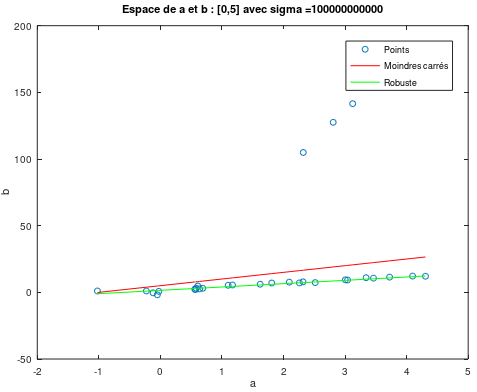 Espace de a et b : [0,5] avec sigma =100000000000
200
150
100
50
0
-50
b
Points
Moindres carrés
Robuste
-2
-1
0
1
2
3
4
5
a